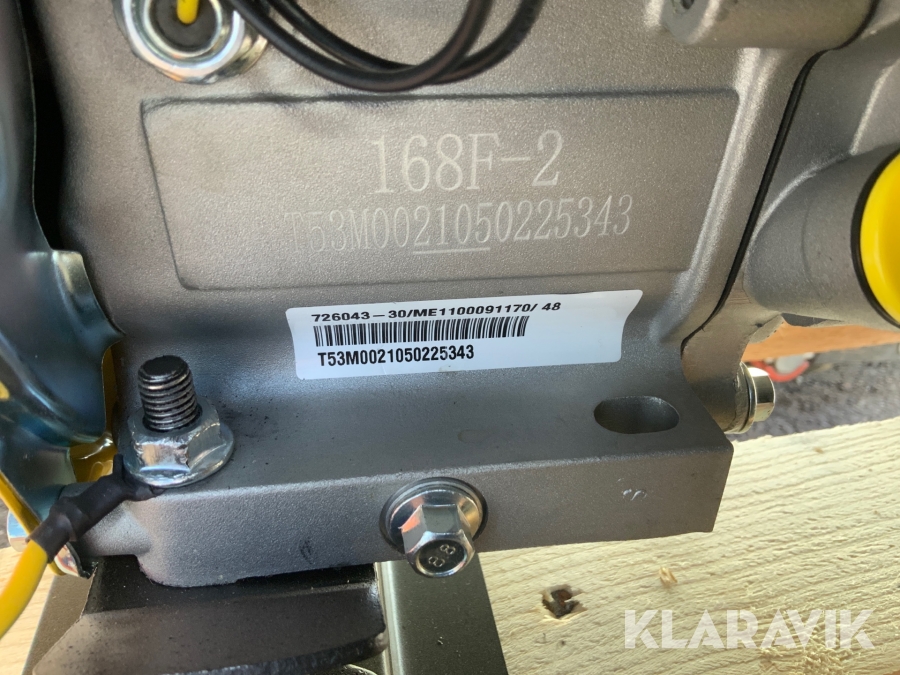 168F-2
T53M0021050225343
726043-30/ME1100091170/ 48
T53M0021050225343
8.8
KLARAVIK